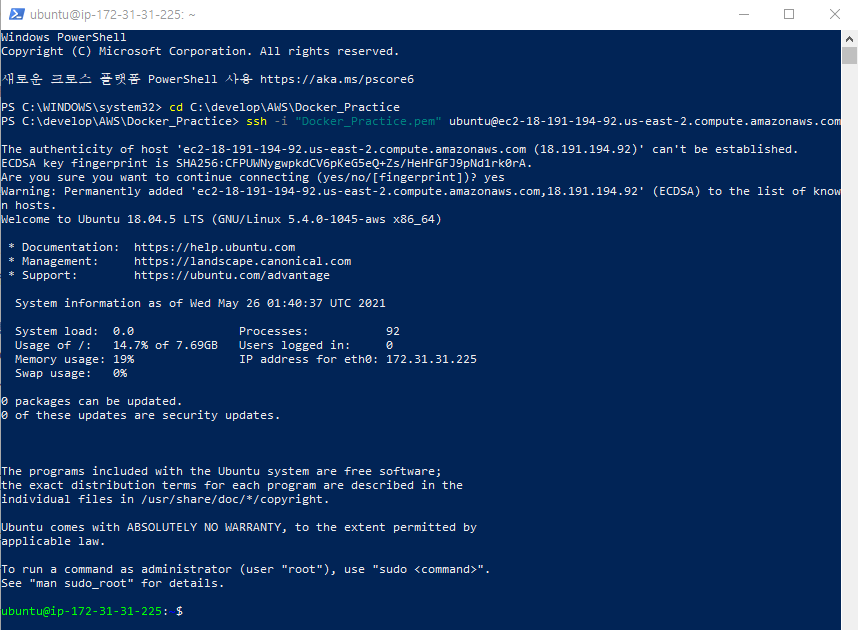 ubuntu@ip-172-31-31-225: ~
Windows PowerShell
Copyright (C) Microsoft Corporation. All rights reserved.
새로운 크로스 플랫폼 PowerShell 사용 https://aka.ms/pscore6
PS C:\WINDOWS\system32> cd C:\develop\AWS\Docker_Practice
PS C:\develop\AWS\Docker_Practice> ssh -i "Docker_Practice.pem" ubuntu@ec2-18-191-194-92.us-east-2.compute.amazonaws.com
The authenticity of host 'ec2-18-191-194-92.us-east-2.compute.amazonaws.com (18.191.194.92)' can't be established.
ECDSA key fingerprint is SHA256:CFPUWNygwpkdCV6pKeG5eQ+Zs/HeHFGFJ9pNd1rk0rA.
Are you sure you want to continue connecting (yes/no/[fingerprint])? yes
Warning: Permanently added 'ec2-18-191-194-92.us-east-2.compute.amazonaws.com,18.191.194.92' (ECDSA) to the list of know
n hosts.
Welcome to Ubuntu 18.04.5 LTS (GNU/Linux 5.4.0-1045-aws x86_64)
* Documentation: https://help.ubuntu.com
* Management: https://landscape.canonical.com
* Support: https://ubuntu.com/advantage
System information as of Wed May 26 01:40:37 UTC 2021
System load: 0.0 Processes: 92
Usage of /: 14.7% of 7.69GB Users logged in: 0
Memory usage: 19% IP address for eth0: 172.31.31.225
Swap usage: 0%
0 packages can be updated.
0 of these updates are security updates.
The programs included with the Ubuntu system are free software;
the exact distribution terms for each program are described in the
individual files in /usr/share/doc/*/copyright.
Ubuntu comes with ABSOLUTELY NO WARRANTY, to the extent permitted by
applicable law.
To run a command as administrator (user "root"), use "sudo <command>".
See "man sudo_root" for details.
ubuntu@ip-172-31-31-225: $